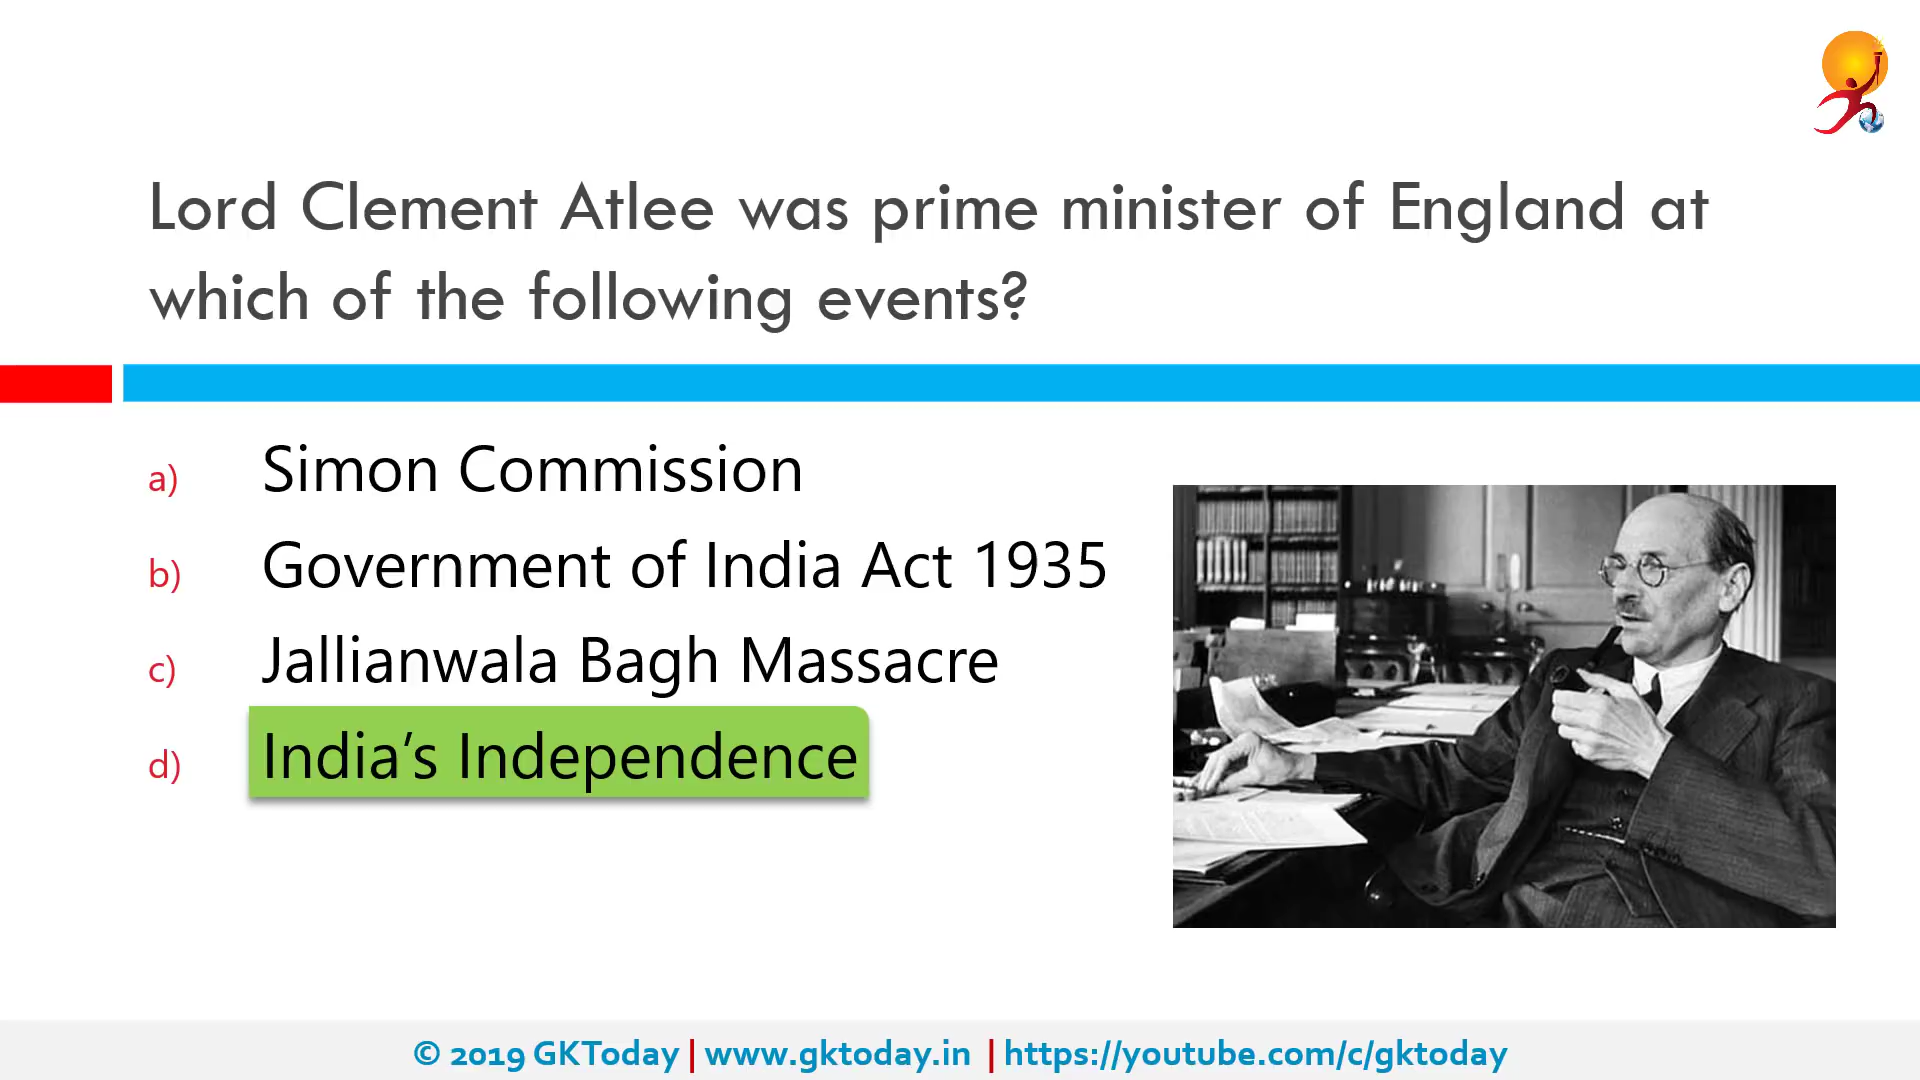 Lord Clement Atlee was prime minister of England at
which of the following events?
a) Simon Commission
b) Government of India Act 1935
c) Jallianwala Bagh Massacre
d) India’s Independence
© 2019 GKToday | www.gktoday.in | https://youtube.com/c/gktoday